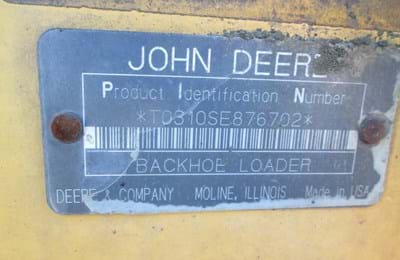 JOHN DEERE
Product Identification Number
*T0310SE876702*
BACKHOE LOADER
DEERE & COMPANY MOLINE, ILLINOIS Made in USA